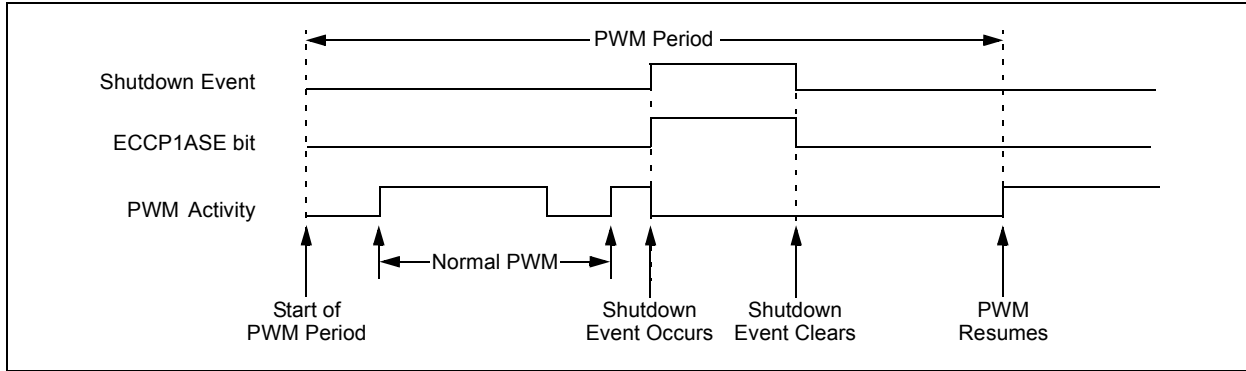 PWM Period
Shutdown Event
ECCP1ASE bit
PWM Activity
Normal PWM
Start of
PWM Period
Shutdown
Event Occurs
Shutdown
Event Clears
PWM
Resumes